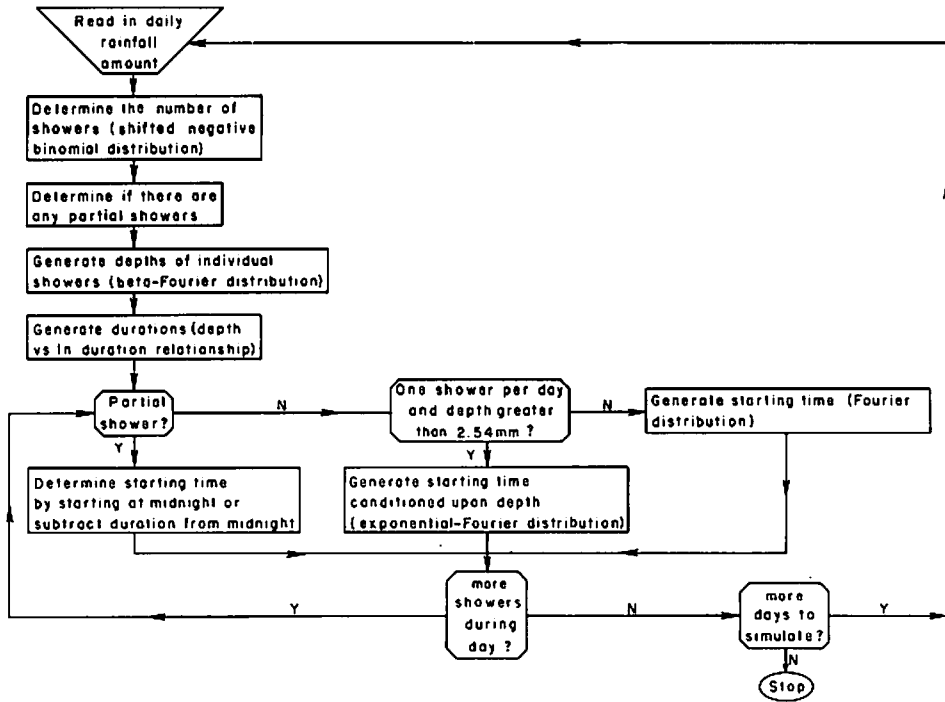 Read in daily
rainfall
amount
Determine the number of
showers (shifted negative
binomial distribution)
Determine if there are
any partial showers
Generate depths of individual
showers (beta-Fourier distribution)
Generate durations (depth
vs ln duration relationship)
Partial
shower?
N
One shower per day
and depth greater
than 2.54mm ?
N
Generate starting time (Fourier
distribution)
Y
Y
Determine starting time
by starting at midnight or
subtract duration from midnight
Generate starting time
conditioned upon depth
(exponential-Fourier distribution)
more
showers
during
day ?
Y
N
more
days to
simulate?
Y
N
Stop